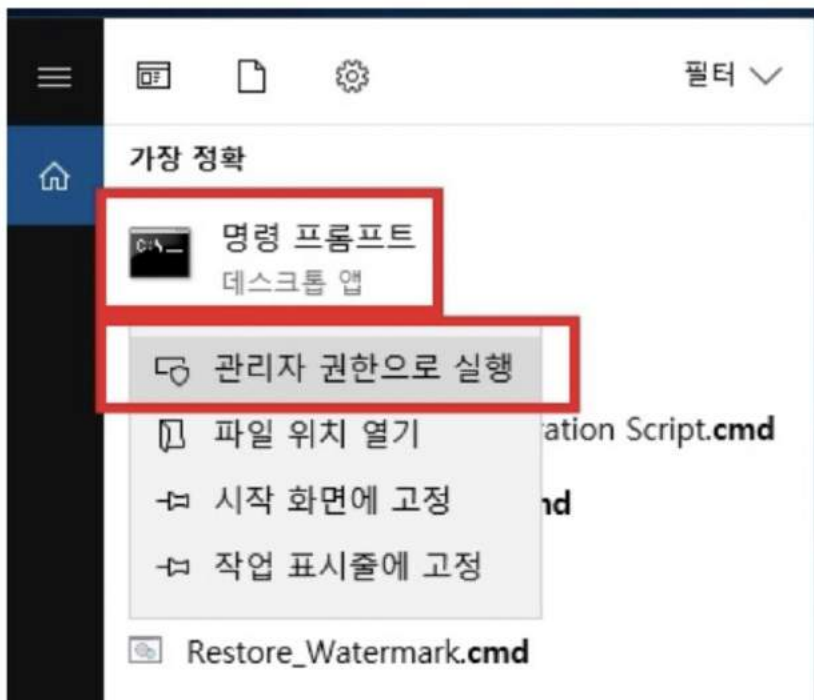 필터
가장 정확
C:\_
명령 프롬프트
데스크톱 앱
관리자 권한으로 실행
파일 위치 열기
ation Script.cmd
시작 화면에 고정
nd
작업 표시줄에 고정
Restore_Watermark.cmd